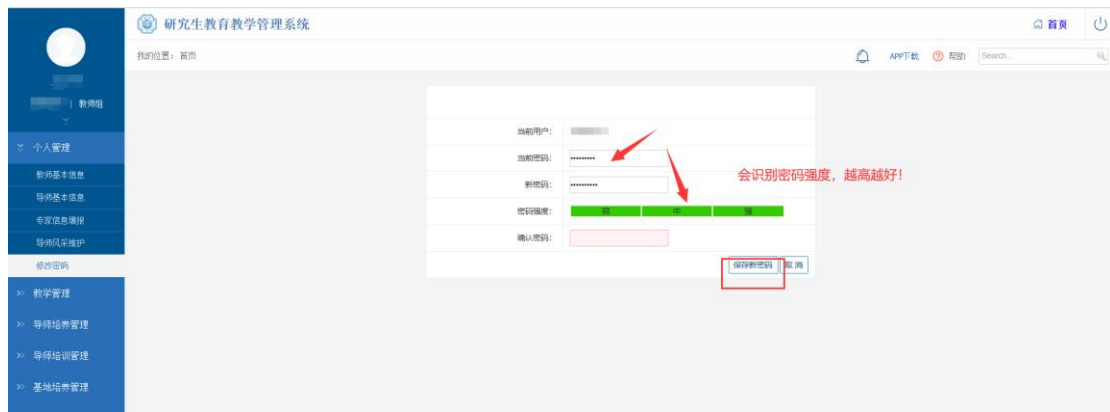 研究生教育教学管理系统
首页
我的位置: 首页
APP下载
帮助
Search...
| 教师组
个人管理
教师基本信息
导师基本信息
专家信息填报
导师风采维护
修改密码
教学管理
导师培养管理
导师培训管理
基地培养管理
当前用户:
当前密码: •••••••••
新密码: ••••••••••
密码强度: 弱 中 强
确认密码:
保存新密码 取 消
会识别密码强度,越高越好!